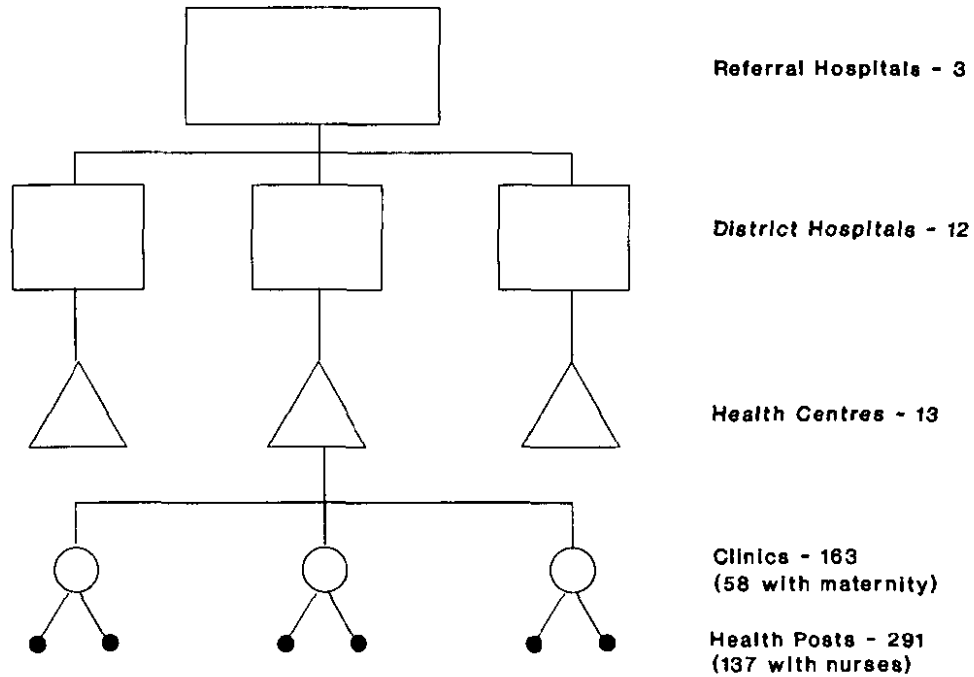 Referral Hospitals - 3
District Hospitals - 12
Health Centres - 13
Clinics - 163
(58 with maternity)
Health Posts - 291
(137 with nurses)